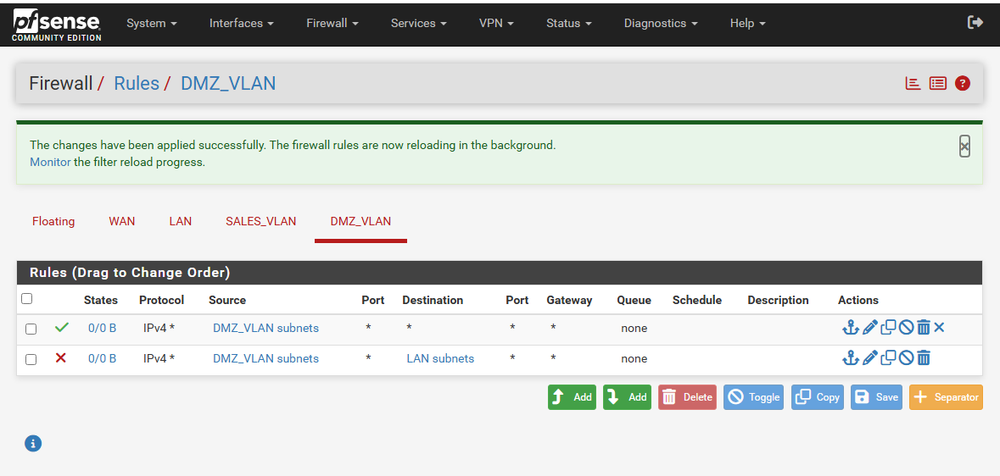 pfsense. System Interfaces Firewall Services VPN Status Diagnostics Help
COMMUNITY EDITION
Firewall / Rules / DMZ_VLAN
The changes have been applied successfully. The firewall rules are now reloading in the background.
Monitor the filter reload progress.
Floating WAN LAN SALES_VLAN DMZ_VLAN
Rules (Drag to Change Order)
States Protocol Source Port Destination Port Gateway Queue Schedule Description Actions
0/0 B IPv4 * DMZ_VLAN subnets * * * * none
0/0 B IPv4 * DMZ_VLAN subnets * LAN subnets * * none
Add Add Delete Toggle Copy Save Separator